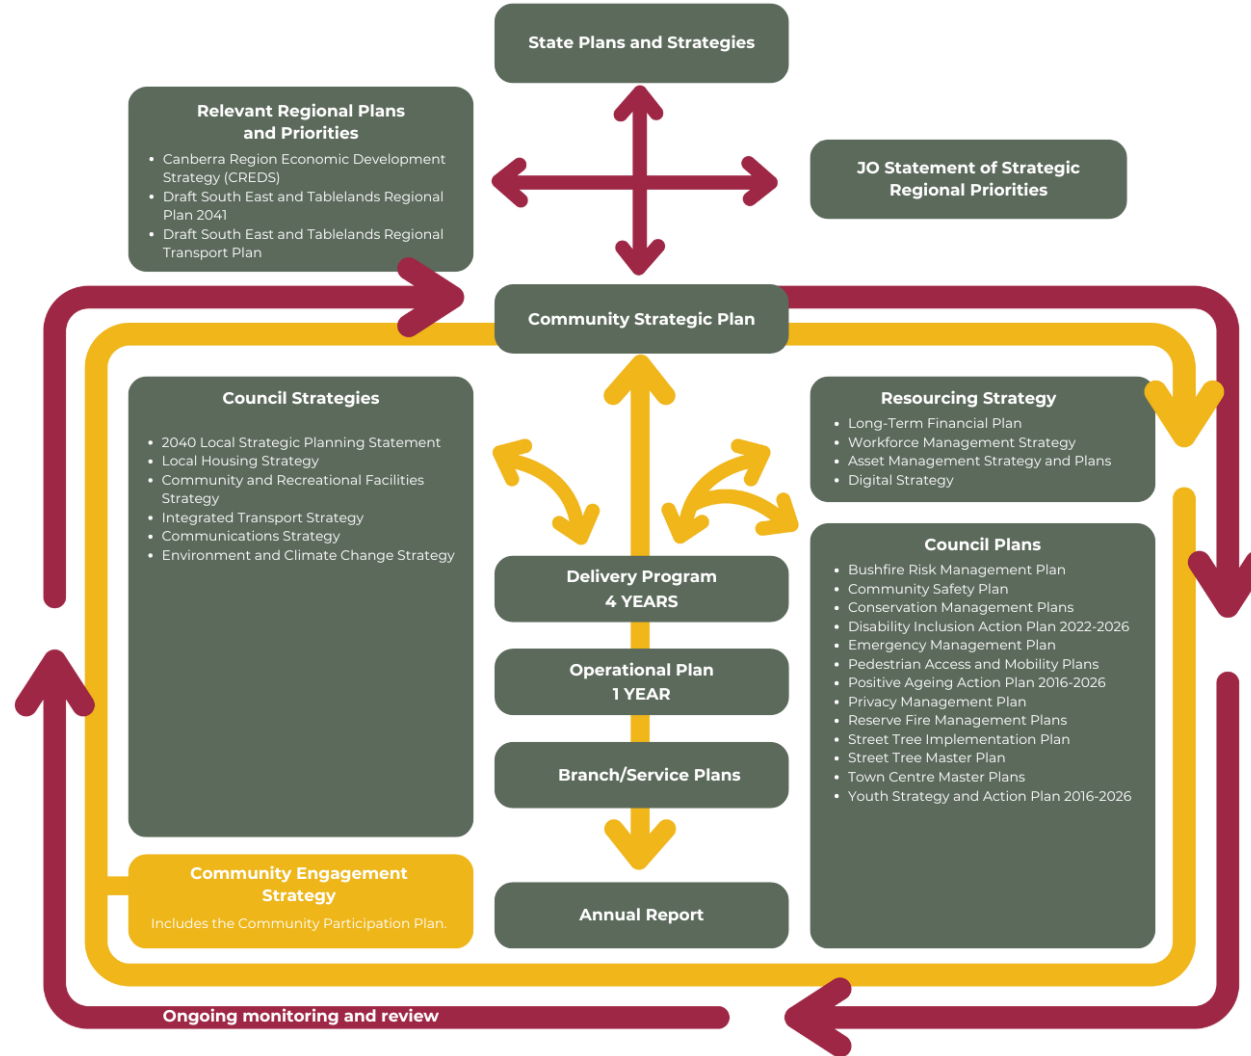 State Plans and Strategies
Relevant Regional Plans
and Priorities
• Canberra Region Economic Development
Strategy (CREDS)
• Draft South East and Tablelands Regional
Plan 2041
• Draft South East and Tablelands Regional
Transport Plan
JO Statement of Strategic
Regional Priorities
Community Strategic Plan
Council Strategies
• 2040 Local Strategic Planning Statement
• Local Housing Strategy
• Community and Recreational Facilities
Strategy
• Integrated Transport Strategy
• Communications Strategy
• Environment and Climate Change Strategy
Resourcing Strategy
• Long-Term Financial Plan
• Workforce Management Strategy
• Asset Management Strategy and Plans
• Digital Strategy
Delivery Program
4 YEARS
Operational Plan
1 YEAR
Branch/Service Plans
Annual Report
Council Plans
• Bushfire Risk Management Plan
• Community Safety Plan
• Conservation Management Plans
• Disability Inclusion Action Plan 2022-2026
• Emergency Management Plan
• Pedestrian Access and Mobility Plans
• Positive Ageing Action Plan 2016-2026
• Privacy Management Plan
• Reserve Fire Management Plans
• Street Tree Implementation Plan
• Street Tree Master Plan
• Town Centre Master Plans
• Youth Strategy and Action Plan 2016-2026
Community Engagement
Strategy
Includes the Community Participation Plan.
Ongoing monitoring and review